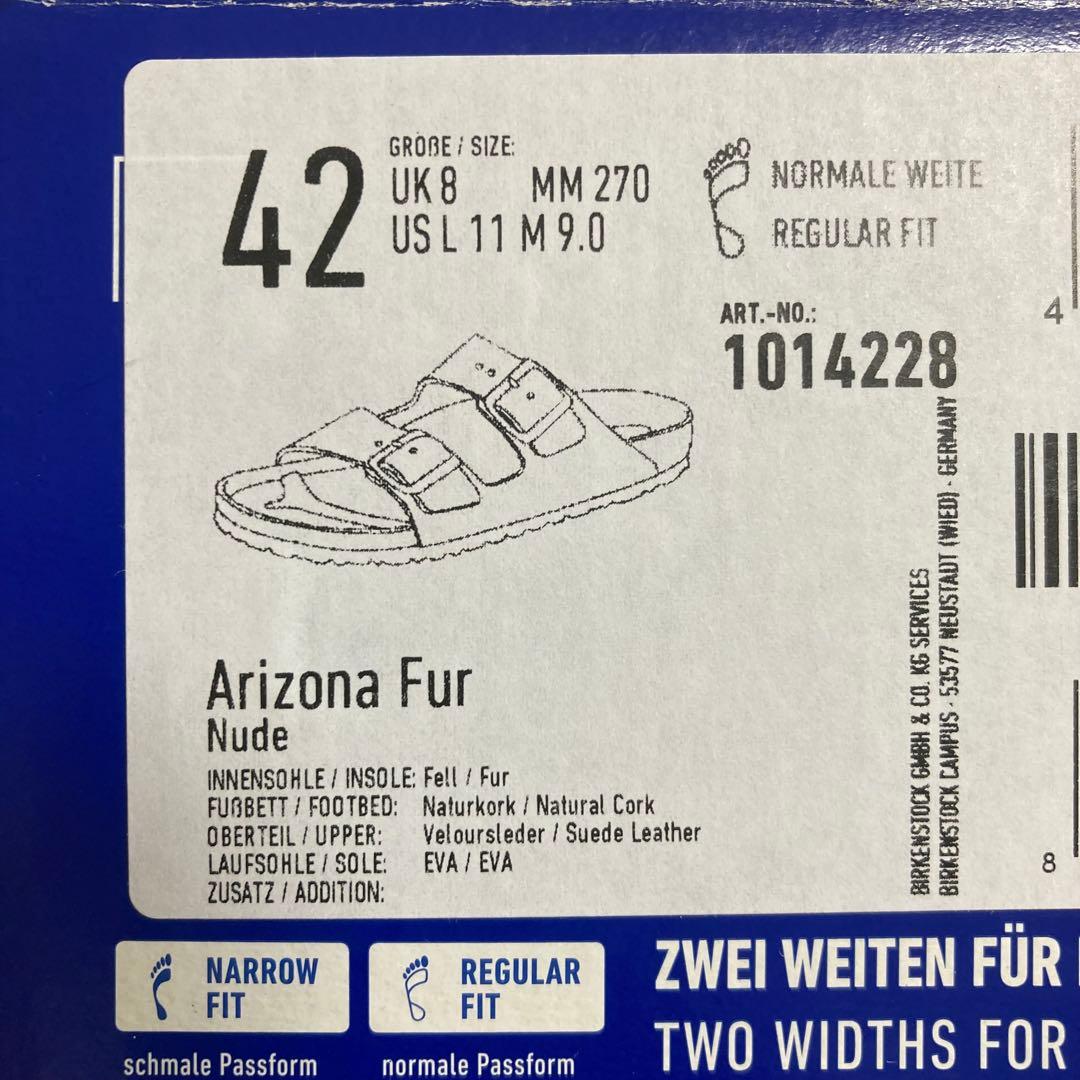 42
GRÖßE / SIZE:
UK 8 MM 270
US L 11 M 9.0
NORMALE WEITE
REGULAR FIT
ART.-NO.:
1014228
4
Arizona Fur
Nude
INNENSOHLE / INSOLE: Fell / Fur
FUßBETT / FOOTBED: Naturkork / Natural Cork
OBERTEIL / UPPER: Veloursleder / Suede Leather
LAUFSOHLE / SOLE: EVA / EVA
ZUSATZ / ADDITION:
BIRKENSTOCK GMBH & CO. KG SERVICES
BIRKENSTOCK CAMPUS - 53577 NEUSTADT (WIED) - GERMANY
8
NARROW
FIT
schmale Passform
REGULAR
FIT
normale Passform
ZWEI WEITEN FÜR
TWO WIDTHS FOR